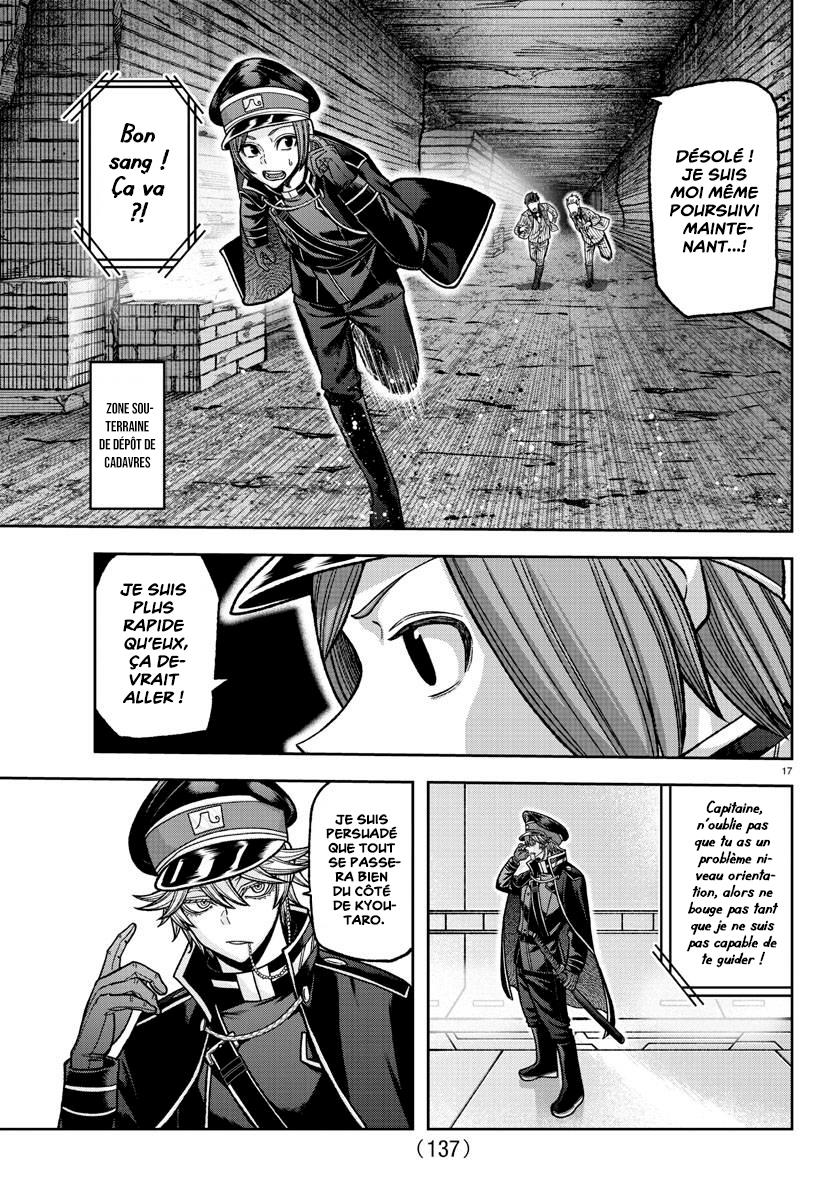 DÉSOLÉ !
JE SUIS
MOI MÊME
POURSUIVI
MAINTE-
NANT...!
Bon
sang !
Ça va
?!
ZONE SOU-
TERRAINE
DE DÉPÔT DE
CADAVRES
JE SUIS
PLUS
RAPIDE
QU'EUX,
ÇA DE-
VRAIT
ALLER !
17
Capitaine,
n'oublie pas
que tu as un
problème ni-
veau orienta-
tion, alors ne
bouge pas tant
que je ne suis
pas capable de
te guider !
JE SUIS
PERSUADÉ
QUE TOUT
SE PASSE-
RA BIEN
DU CÔTÉ
DE KYOU-
TARO.
(137)